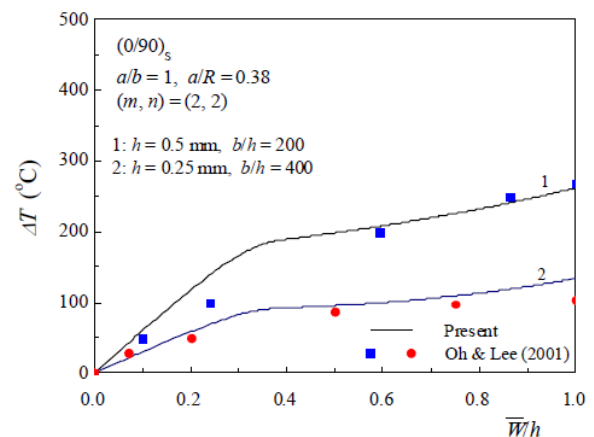 500
400
300
200
100
0
ΔT (°C)
(0/90)s
a/b = 1, a/R = 0.38
(m, n) = (2, 2)
1: h = 0.5 mm, b/h = 200
2: h = 0.25 mm, b/h = 400
1
2
Present
Oh & Lee (2001)
0.0 0.2 0.4 0.6 0.8 1.0
W̅/h